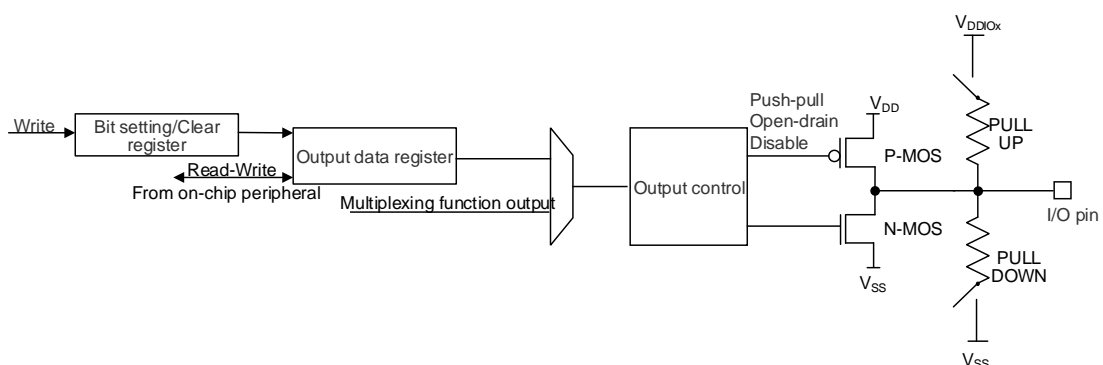 V_DDIOx
Push-pull
Open-drain
Disable
V_DD
Write
Bit setting/Clear
register
Output data register
Read-Write
From on-chip peripheral
Multiplexing function output
Output control
P-MOS
N-MOS
V_SS
PULL
UP
I/O pin
PULL
DOWN
V_SS